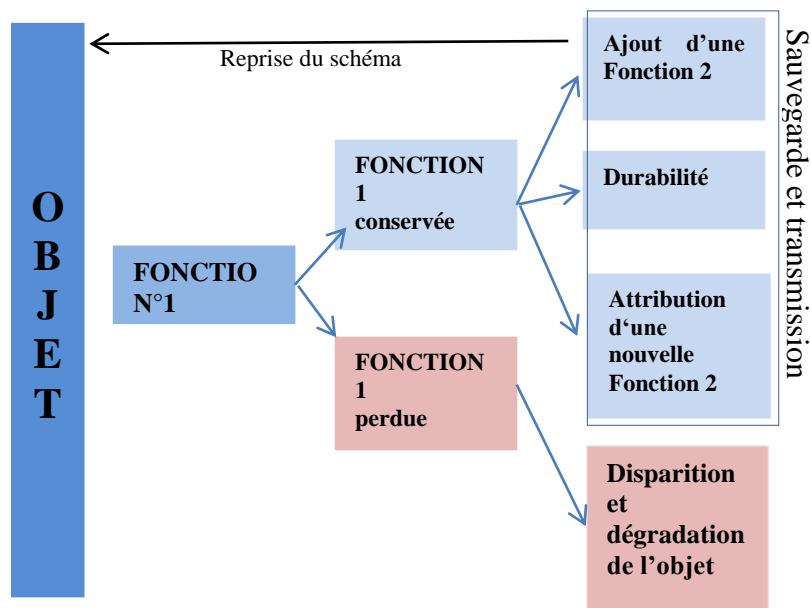 OBJET
Reprise du schéma
FONCTIO
N°1
FONCTION
1
conservée
FONCTION
1
perdue
Ajout d’une
Fonction 2
Durabilité
Attribution
d‘une
nouvelle
Fonction 2
Disparition
et
dégradation
de l’objet
Sauvegarde et transmission